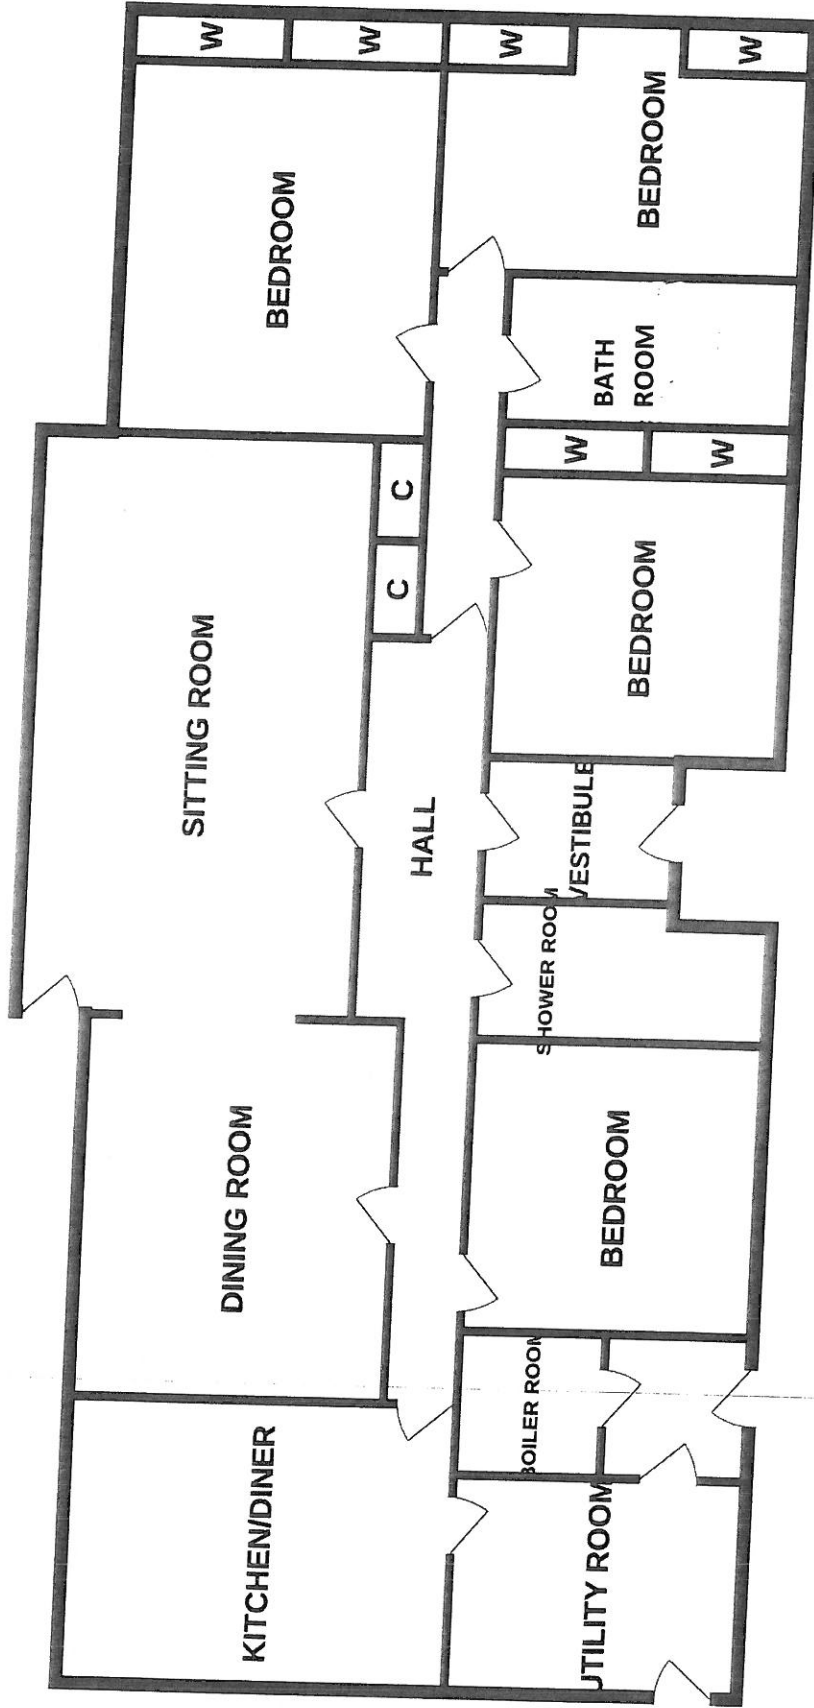 KITCHEN/DINER
DINING ROOM
SITTING ROOM
BEDROOM
W
W
C
C
HALL
UTILITY ROOM
BOILER ROOM
BEDROOM
SHOWER ROOM
VESTIBULE
BEDROOM
W
W
BATH
ROOM
BEDROOM
W
W